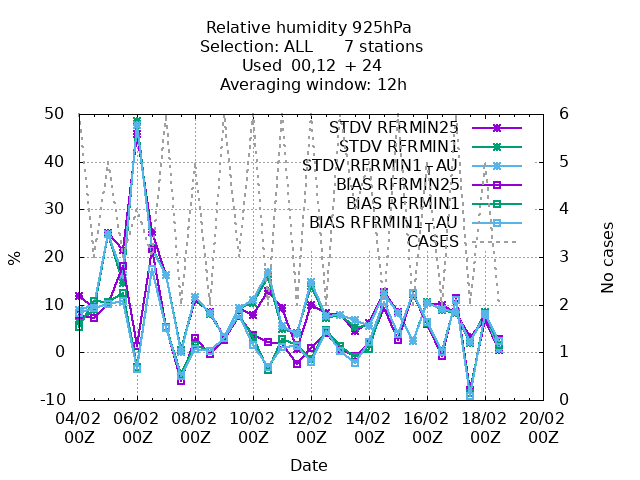 Relative humidity 925hPa
Selection: ALL 7 stations
Used 00,12 + 24
Averaging window: 12h
50 6
STDV RFRMIN25
STDV RFRMIN1
40 5
STDV RFRMIN1TAU
BIAS RFRMIN25
BIAS RFRMIN1
30 4
BIAS RFRMIN1TAU
CASES
% No cases
20 3
10 2
0 1
-10 0
04/02 06/02 08/02 10/02 12/02 14/02 16/02 18/02 20/02
00Z 00Z 00Z 00Z 00Z 00Z 00Z 00Z 00Z
Date